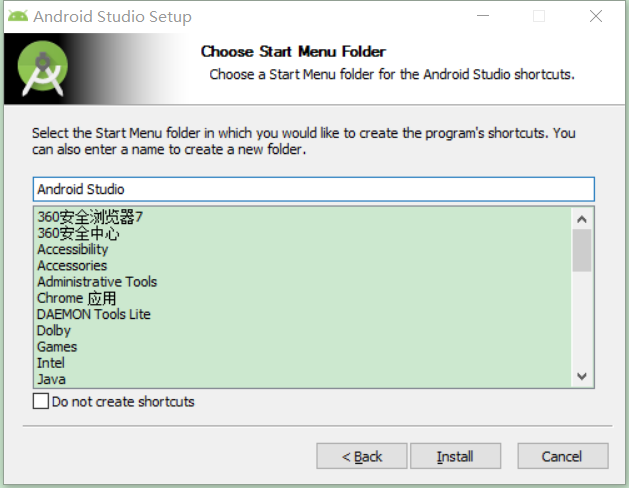 Android Studio Setup
Choose Start Menu Folder
Choose a Start Menu folder for the Android Studio shortcuts.
Select the Start Menu folder in which you would like to create the program's shortcuts. You
can also enter a name to create a new folder.
Android Studio
360安全浏览器7
360安全中心
Accessibility
Accessories
Administrative Tools
Chrome 应用
DAEMON Tools Lite
Dolby
Games
Intel
Java
Do not create shortcuts
< Back
Install
Cancel